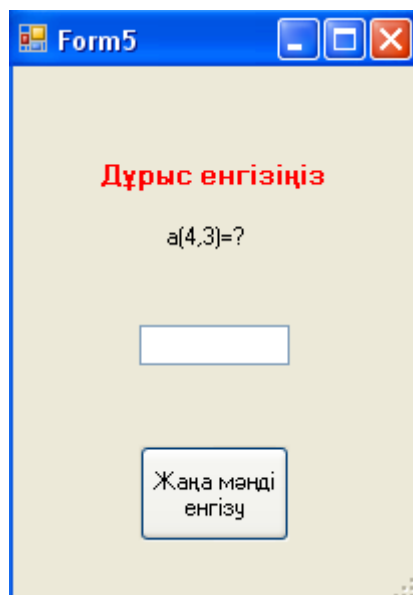 Form5
Дұрыс енгізіңіз
a(4,3)=?
Жаңа мәнді
енгізу